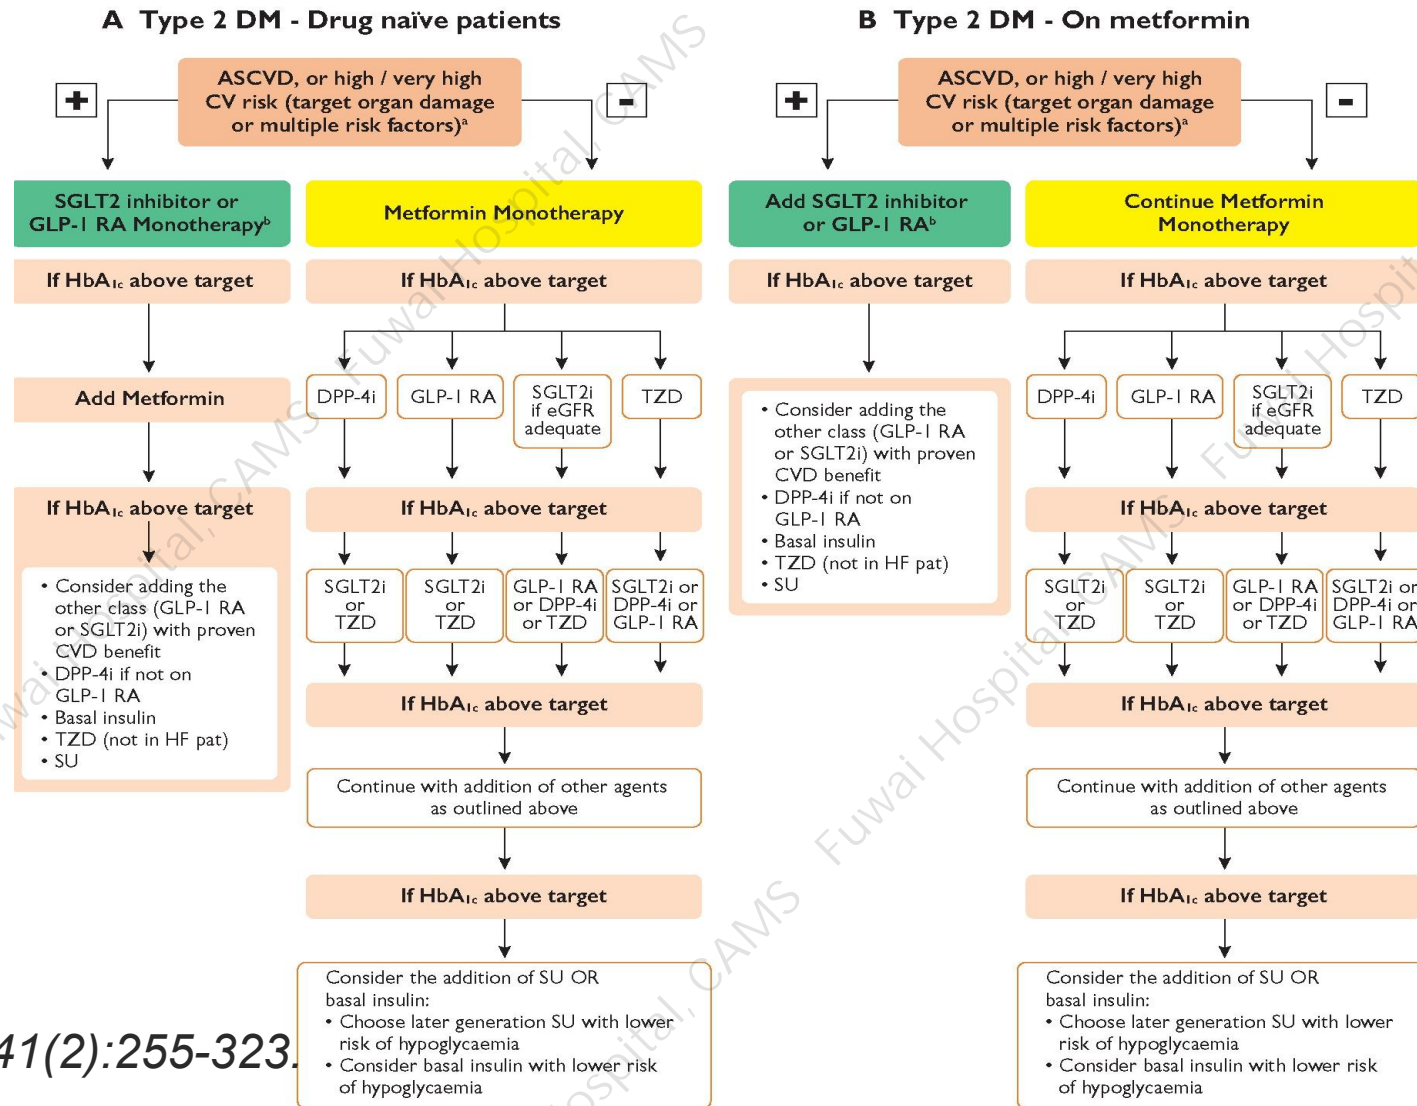 A Type 2 DM - Drug naïve patients
ASCVD, or high / very high
CV risk (target organ damage
or multiple risk factors)ᵃ
+
-
SGLT2 inhibitor or
GLP-1 RA Monotherapyᵇ
Metformin Monotherapy
If HbA₁c above target
If HbA₁c above target
Add Metformin
DPP-4i
GLP-1 RA
SGLT2i
if eGFR
adequate
TZD
If HbA₁c above target
If HbA₁c above target
• Consider adding the
other class (GLP-1 RA
or SGLT2i) with proven
CVD benefit
• DPP-4i if not on
GLP-1 RA
• Basal insulin
• TZD (not in HF pat)
• SU
SGLT2i
or
TZD
SGLT2i
or
TZD
GLP-1 RA
or DPP-4i
or TZD
SGLT2i or
DPP-4i or
GLP-1 RA
If HbA₁c above target
Continue with addition of other agents
as outlined above
If HbA₁c above target
Consider the addition of SU OR
basal insulin:
• Choose later generation SU with lower
risk of hypoglycaemia
• Consider basal insulin with lower risk
of hypoglycaemia
B Type 2 DM - On metformin
ASCVD, or high / very high
CV risk (target organ damage
or multiple risk factors)ᵃ
+
-
Add SGLT2 inhibitor
or GLP-1 RAᵇ
Continue Metformin
Monotherapy
If HbA₁c above target
If HbA₁c above target
• Consider adding the
other class (GLP-1 RA
or SGLT2i) with proven
CVD benefit
• DPP-4i if not on
GLP-1 RA
• Basal insulin
• TZD (not in HF pat)
• SU
DPP-4i
GLP-1 RA
SGLT2i
if eGFR
adequate
TZD
If HbA₁c above target
SGLT2i
or
TZD
SGLT2i
or
TZD
GLP-1 RA
or DPP-4i
or TZD
SGLT2i or
DPP-4i or
GLP-1 RA
If HbA₁c above target
Continue with addition of other agents
as outlined above
If HbA₁c above target
Consider the addition of SU OR
basal insulin:
• Choose later generation SU with lower
risk of hypoglycaemia
• Consider basal insulin with lower risk
of hypoglycaemia
41(2):255-323.
Fuwai Hospital, CAMS
Fuwai Hospital, CAMS
Fuwai Hospital, CAMS
Fuwai Hospital
Hospital, CAMS